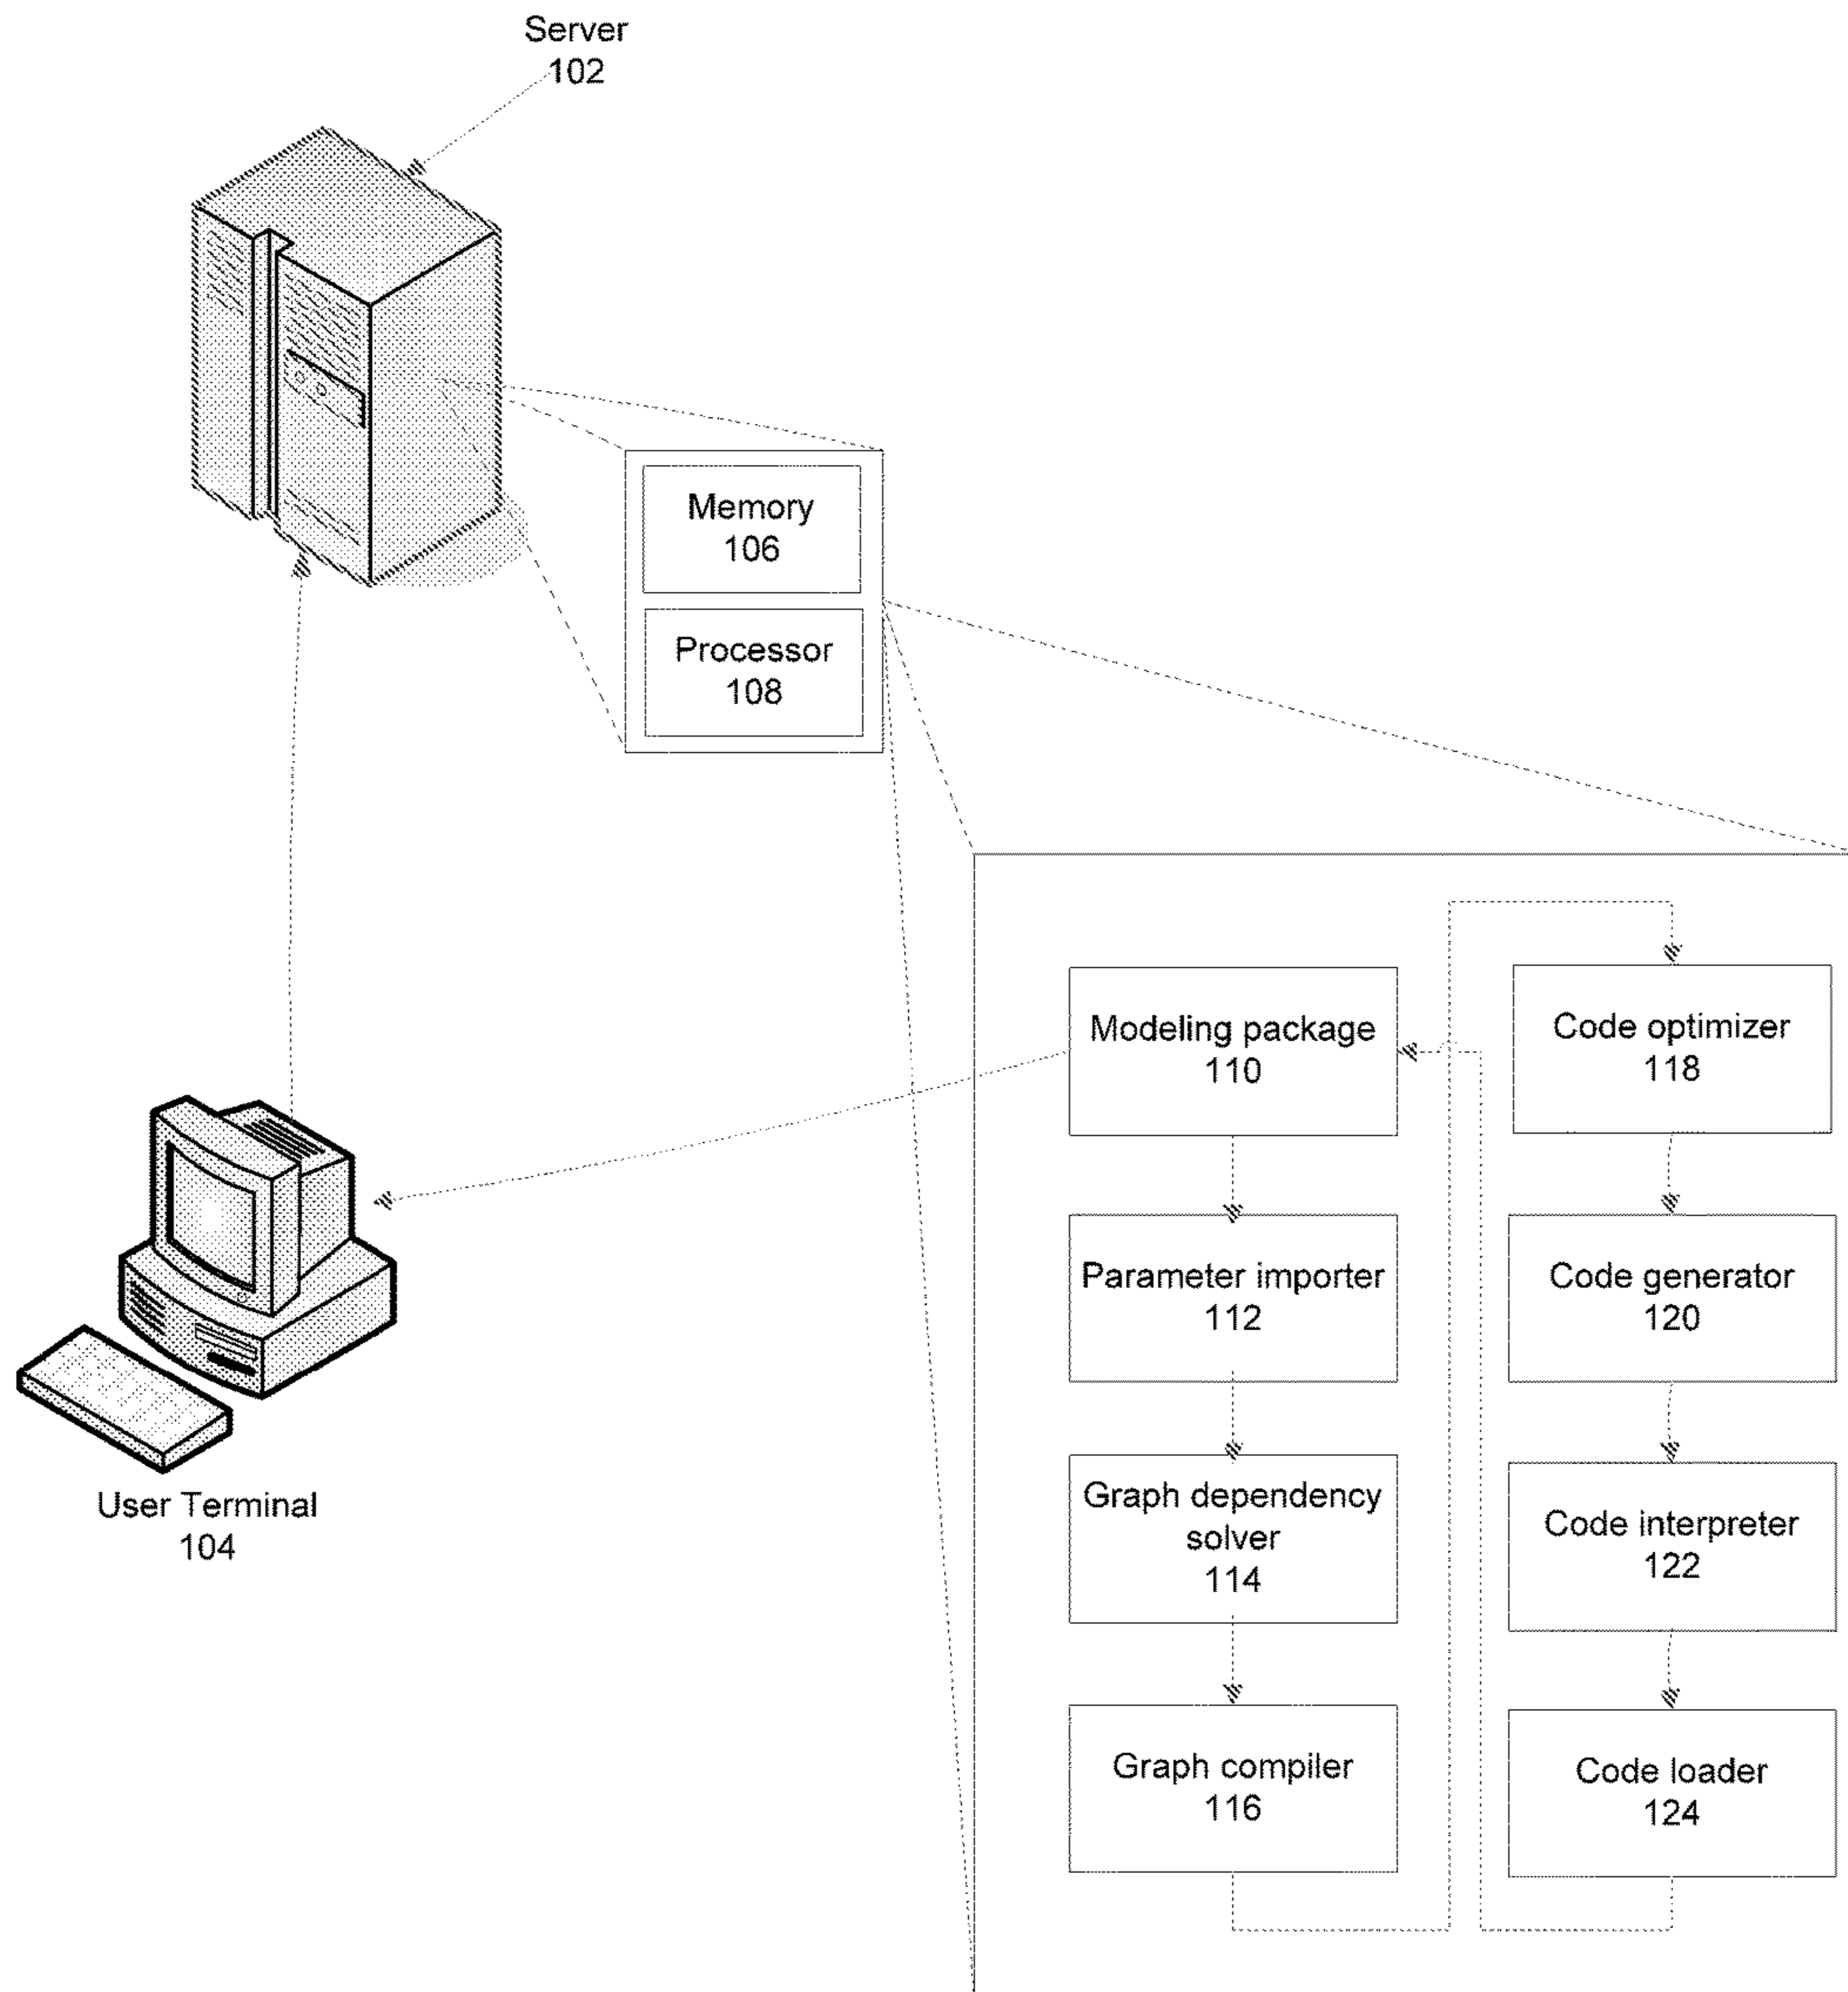 Server
102
Memory
106
Processor
108
Modeling package
110
Parameter importer
112
Graph dependency
solver
114
Graph compiler
116
Code optimizer
118
Code generator
120
Code interpreter
122
Code loader
124
User Terminal
104